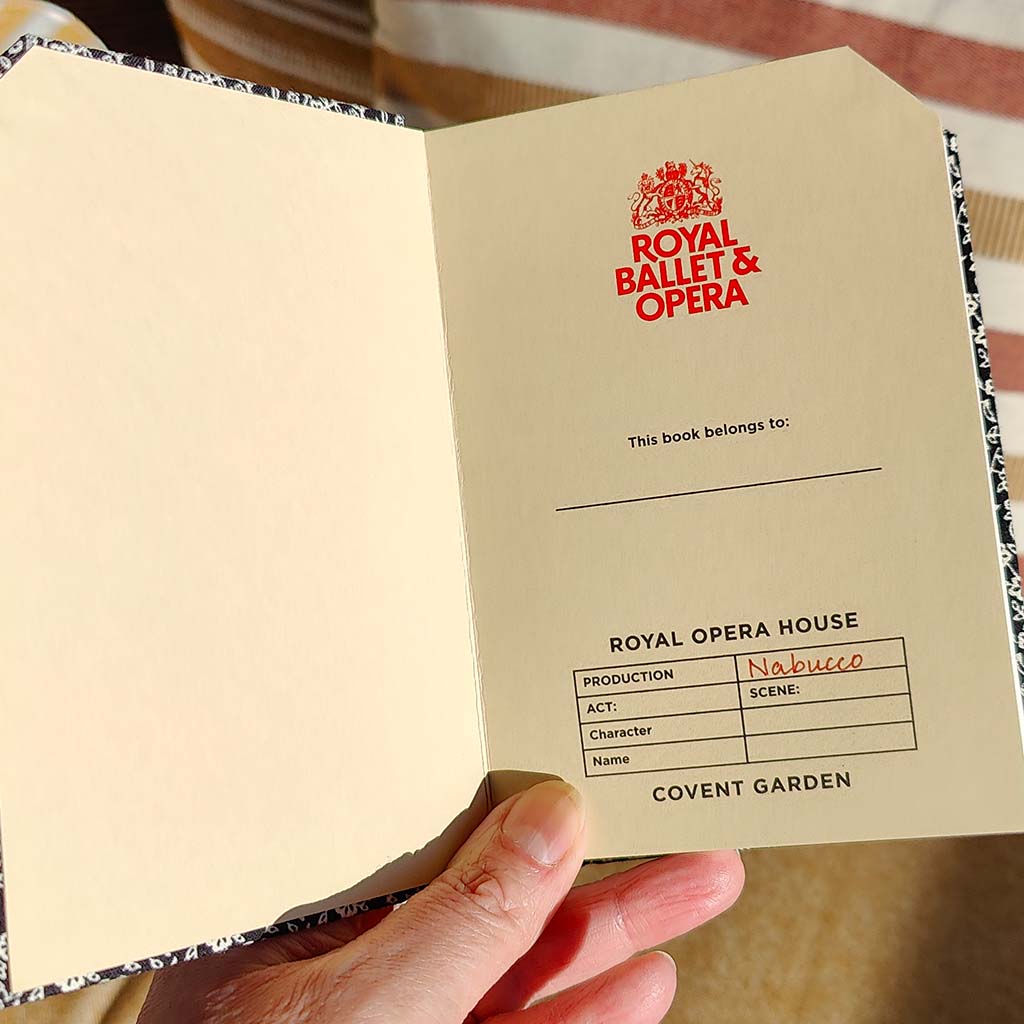 ROYAL
BALLET &
OPERA
This book belongs to:
ROYAL OPERA HOUSE
PRODUCTION Nabucco
ACT: SCENE:
Character
Name
COVENT GARDEN